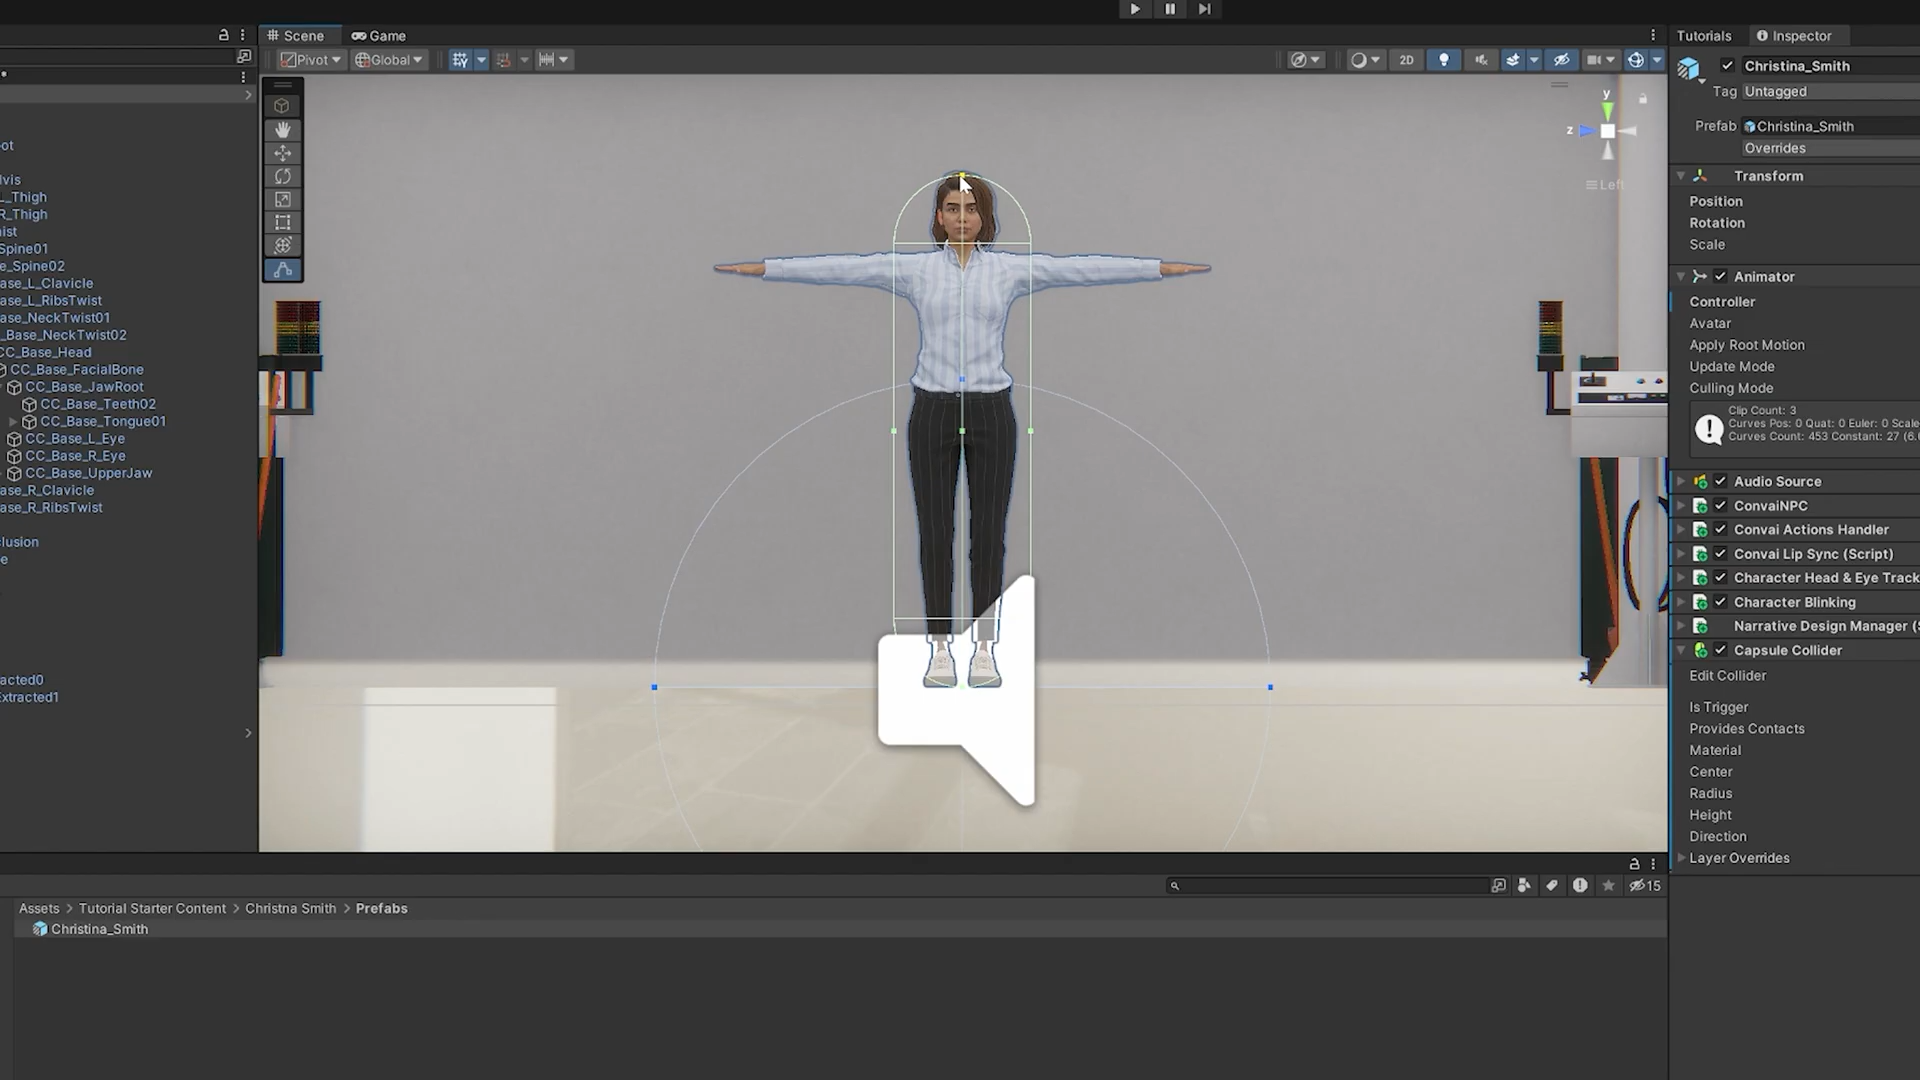 Scene
Game
Tutorials
Inspector
Pivot
Global
2D
Christina_Smith
Tag
Untagged
Prefab
Christina_Smith
Overrides
Transform
Position
Rotation
Scale
Animator
Controller
Avatar
Apply Root Motion
Update Mode
Culling Mode
Clip Count: 3
Curves Pos: 0 Quat: 0 Euler: 0 Scale
Curves Count: 453 Constant: 27 (6.
Audio Source
ConvaiNPC
Convai Actions Handler
Convai Lip Sync (Script)
Character Head & Eye Track
Character Blinking
Narrative Design Manager (
Capsule Collider
Edit Collider
Is Trigger
Provides Contacts
Material
Center
Radius
Height
Direction
Layer Overrides
y
z
Left
ot
lvis
L_Thigh
R_Thigh
ist
Spine01
e_Spine02
ase_L_Clavicle
ase_L_RibsTwist
ase_NeckTwist01
_Base_NeckTwist02
CC_Base_Head
CC_Base_FacialBone
CC_Base_JawRoot
CC_Base_Teeth02
CC_Base_Tongue01
CC_Base_L_Eye
CC_Base_R_Eye
CC_Base_UpperJaw
ase_R_Clavicle
ase_R_RibsTwist
clusion
e
acted0
Extracted1
15
Assets > Tutorial Starter Content > Christna Smith > Prefabs
Christina_Smith